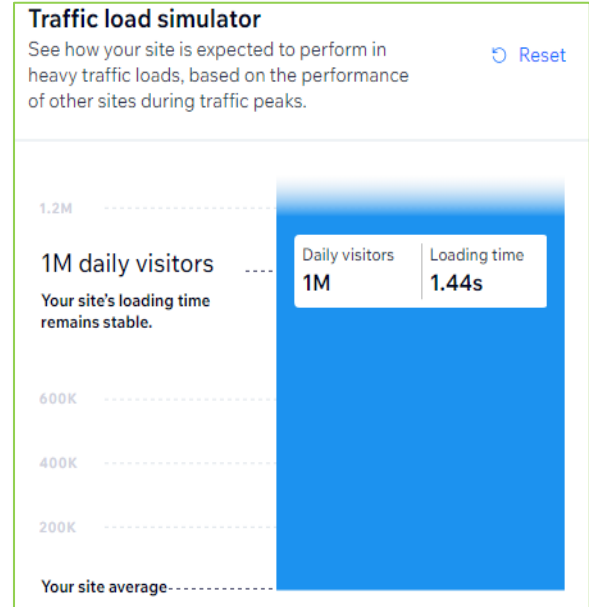 Traffic load simulator
See how your site is expected to perform in
heavy traffic loads, based on the performance
of other sites during traffic peaks.
Reset
1.2M
1M daily visitors
Your site's loading time
remains stable.
Daily visitors
1M
Loading time
1.44s
600K
400K
200K
Your site average